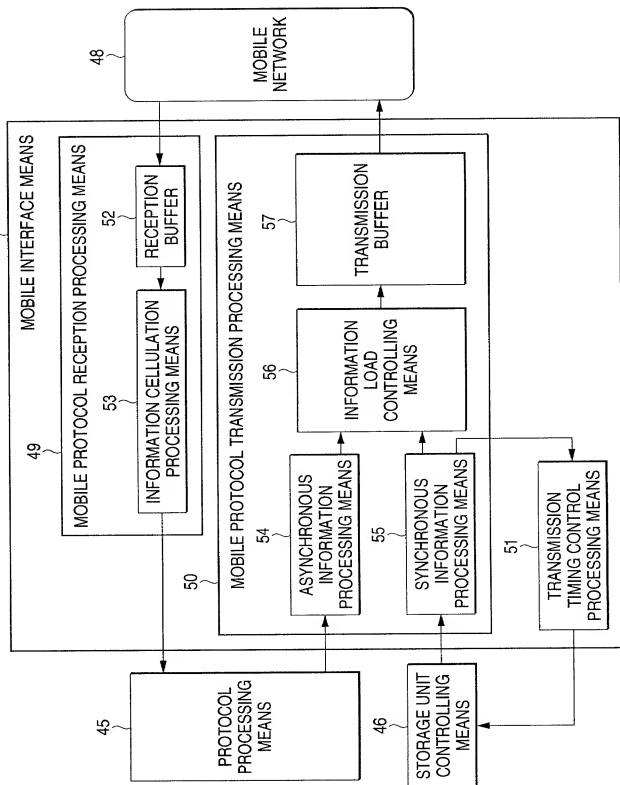 48
MOBILE
NETWORK
MOBILE INTERFACE MEANS
49
MOBILE PROTOCOL RECEPTION PROCESSING MEANS
52
RECEPTION
BUFFER
53
INFORMATION CELLULATION
PROCESSING MEANS
50
MOBILE PROTOCOL TRANSMISSION PROCESSING MEANS
57
TRANSMISSION
BUFFER
56
INFORMATION
LOAD
CONTROLLING
MEANS
54
ASYNCHRONOUS
INFORMATION
PROCESSING MEANS
55
SYNCHRONOUS
INFORMATION
PROCESSING MEANS
51
TRANSMISSION
TIMING CONTROL
PROCESSING MEANS
45
PROTOCOL
PROCESSING
MEANS
46
STORAGE UNIT
CONTROLLING
MEANS